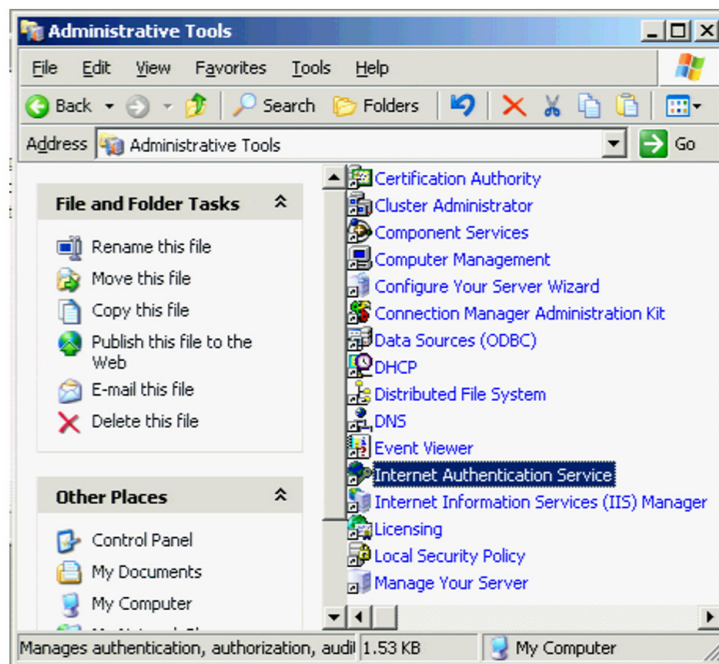 Administrative Tools
File Edit View Favorites Tools Help
Back Search Folders
Address Administrative Tools Go
File and Folder Tasks
Rename this file
Move this file
Copy this file
Publish this file to the
Web
E-mail this file
Delete this file
Other Places
Control Panel
My Documents
My Computer
Certification Authority
Cluster Administrator
Component Services
Computer Management
Configure Your Server Wizard
Connection Manager Administration Kit
Data Sources (ODBC)
DHCP
Distributed File System
DNS
Event Viewer
Internet Authentication Service
Internet Information Services (IIS) Manager
Licensing
Local Security Policy
Manage Your Server
Manages authentication, authorization, audi 1.53 KB My Computer